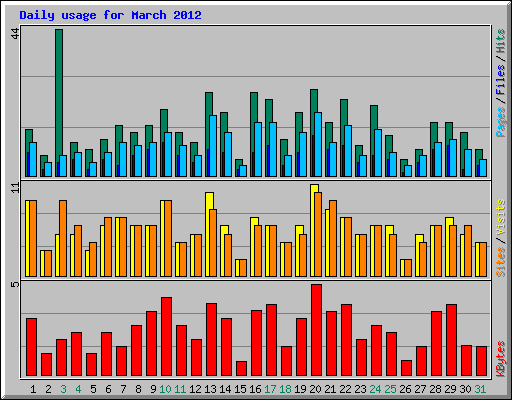 Daily usage for March 2012
44
Pages/Files/Hits
11
Sites/Visits
5
KBytes
1 2 3 4 5 6 7 8 9 10 11 12 13 14 15 16 17 18 19 20 21 22 23 24 25 26 27 28 29 30 31